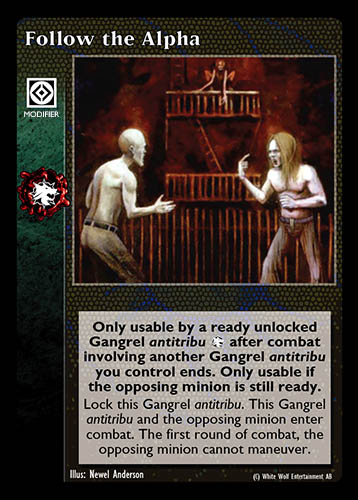 Follow the Alpha
MODIFIER
Only usable by a ready unlocked
Gangrel antitribu after combat
involving another Gangrel antitribu
you control ends. Only usable if
the opposing minion is still ready.
Lock this Gangrel antitribu. This Gangrel
antitribu and the opposing minion enter
combat. The first round of combat, the
opposing minion cannot maneuver.
Illus: Newel Anderson
(C) White Wolf Entertainment AB